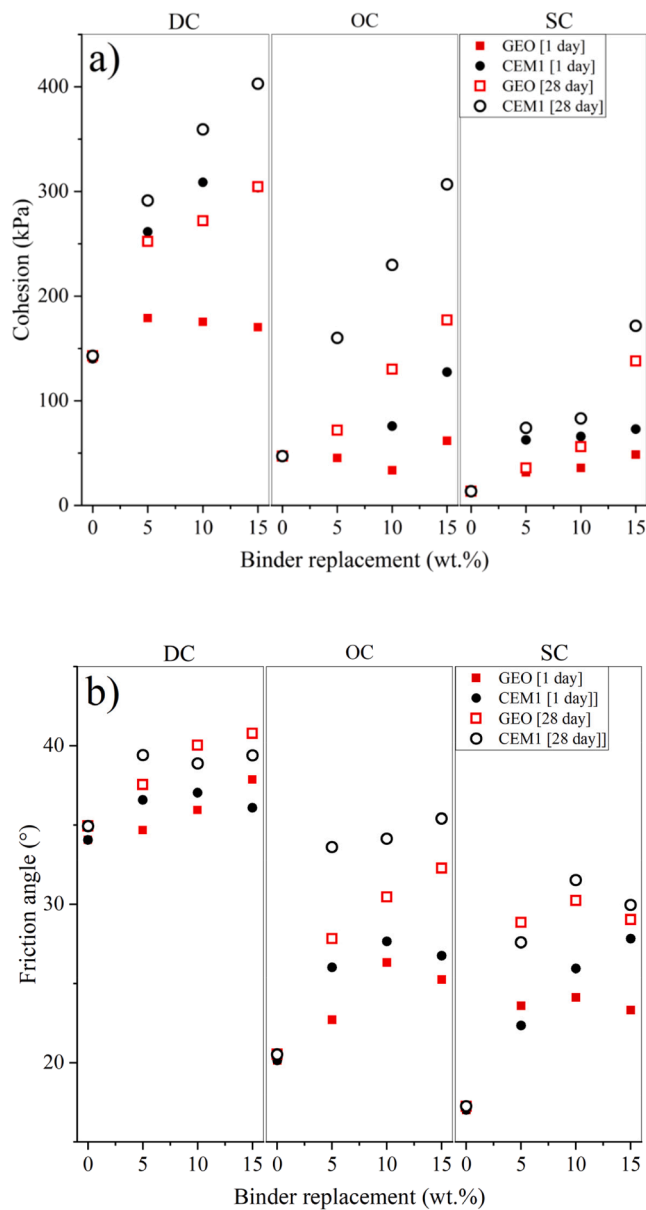 DC OC SC
a)
GEO [1 day]
CEM1 [1 day]
GEO [28 day]
CEM1 [28 day]
Cohesion (kPa)
400
300
200
100
0
0 5 10 15 0 5 10 15 0 5 10 15
Binder replacement (wt.%)
DC OC SC
b)
GEO [1 day]
CEM1 [1 day]]
GEO [28 day]
CEM1 [28 day]]
Friction angle (°)
40
30
20
0 5 10 15 0 5 10 15 0 5 10 15
Binder replacement (wt.%)